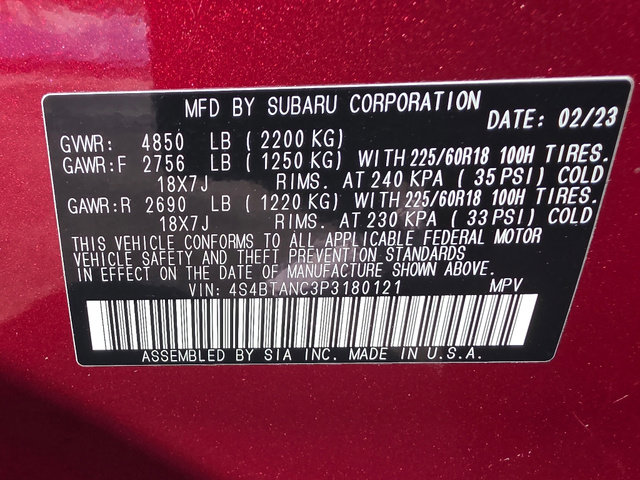 MFD BY SUBARU CORPORATION DATE: 02/23
GVWR: 4850 LB (2200 KG)
GAWR:F 2756 LB (1250 KG) WITH 225/60R18 100H TIRES.
18X7J RIMS. AT 240 KPA (35 PSI) COLD
GAWR:R 2690 LB (1220 KG) WITH 225/60R18 100H TIRES.
18X7J RIMS. AT 230 KPA (33 PSI) COLD
THIS VEHICLE CONFORMS TO ALL APPLICABLE FEDERAL MOTOR
VEHICLE SAFETY AND THEFT PREVENTION STANDARDS
IN EFFECT ON THE DATE OF MANUFACTURE SHOWN ABOVE.
VIN: 4S4BTANC3P3180121 MPV
ASSEMBLED BY SIA INC. MADE IN U.S.A.